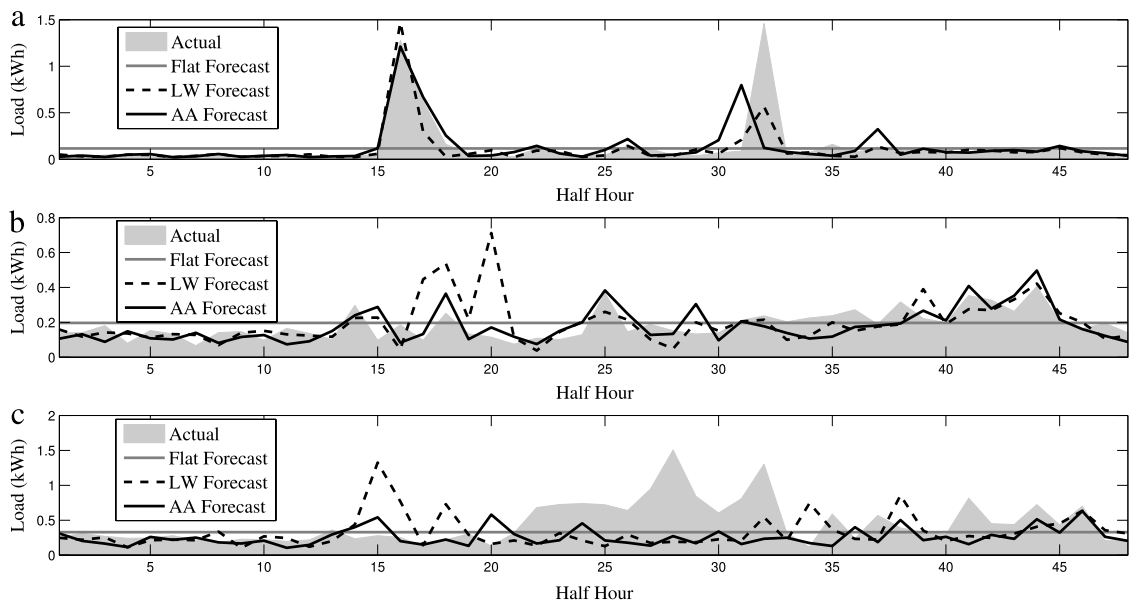 a
1.5
1
0.5
0
Load (kWh)
Actual
Flat Forecast
LW Forecast
AA Forecast
5 10 15 20 25 30 35 40 45
Half Hour
b
0.8
0.6
0.4
0.2
0
Load (kWh)
Actual
Flat Forecast
LW Forecast
AA Forecast
5 10 15 20 25 30 35 40 45
Half Hour
c
2
1.5
1
0.5
0
Load (kWh)
Actual
Flat Forecast
LW Forecast
AA Forecast
5 10 15 20 25 30 35 40 45
Half Hour